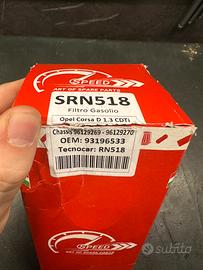 SPEED
ART OF SPARE PARTS
SRN518
Filtro Gasolio
Opel Corsa D 1.3 CDTi
Chassis 96129269 - 96129270
OEM: 93196533
Tecnocar: RN518
SPEED
subito